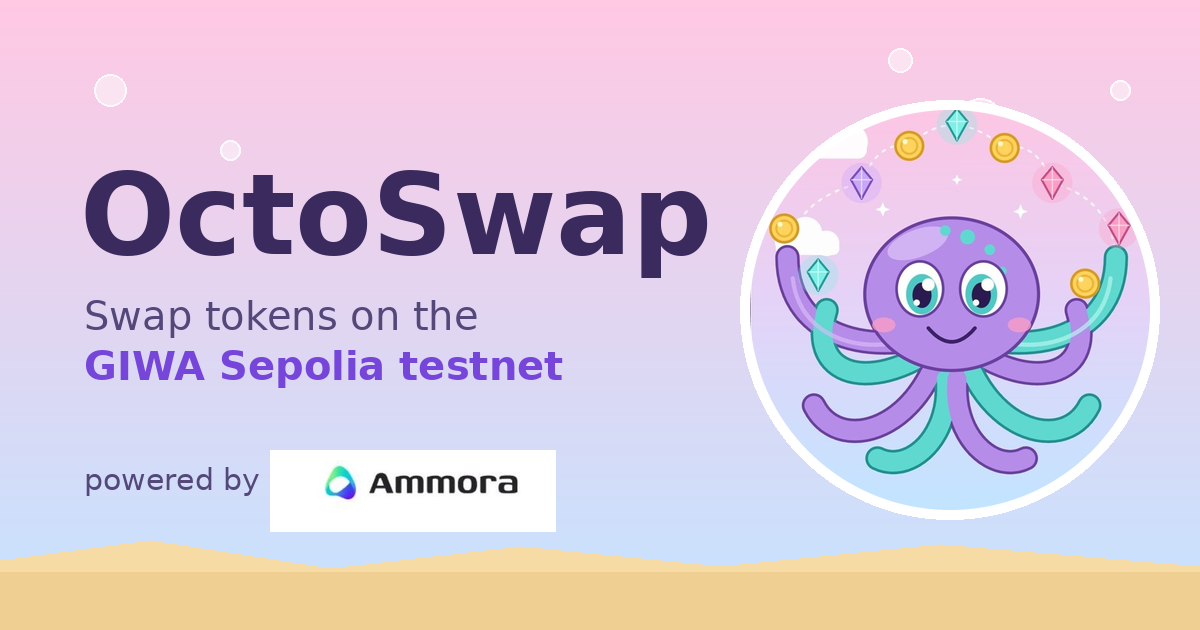 OctoSwap
Swap tokens on the
GIWA Sepolia testnet
powered by Ammora